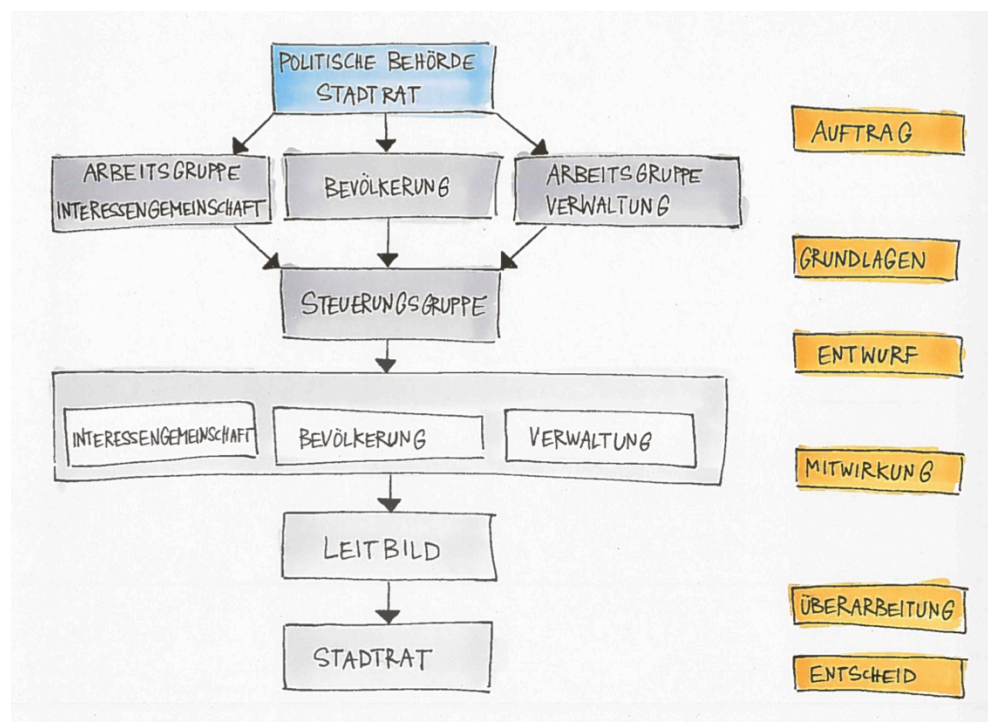 POLITISCHE BEHÖRDE
STADTRAT
AUFTRAG
ARBEITSGRUPPE
INTERESSENGEMEINSCHAFT
BEVÖLKERUNG
ARBEITSGRUPPE
VERWALTUNG
GRUNDLAGEN
STEUERUNGSGRUPPE
ENTWURF
INTERESSENGEMEINSCHAFT
BEVÖLKERUNG
VERWALTUNG
MITWIRKUNG
LEITBILD
ÜBERARBEITUNG
STADTRAT
ENTSCHEID